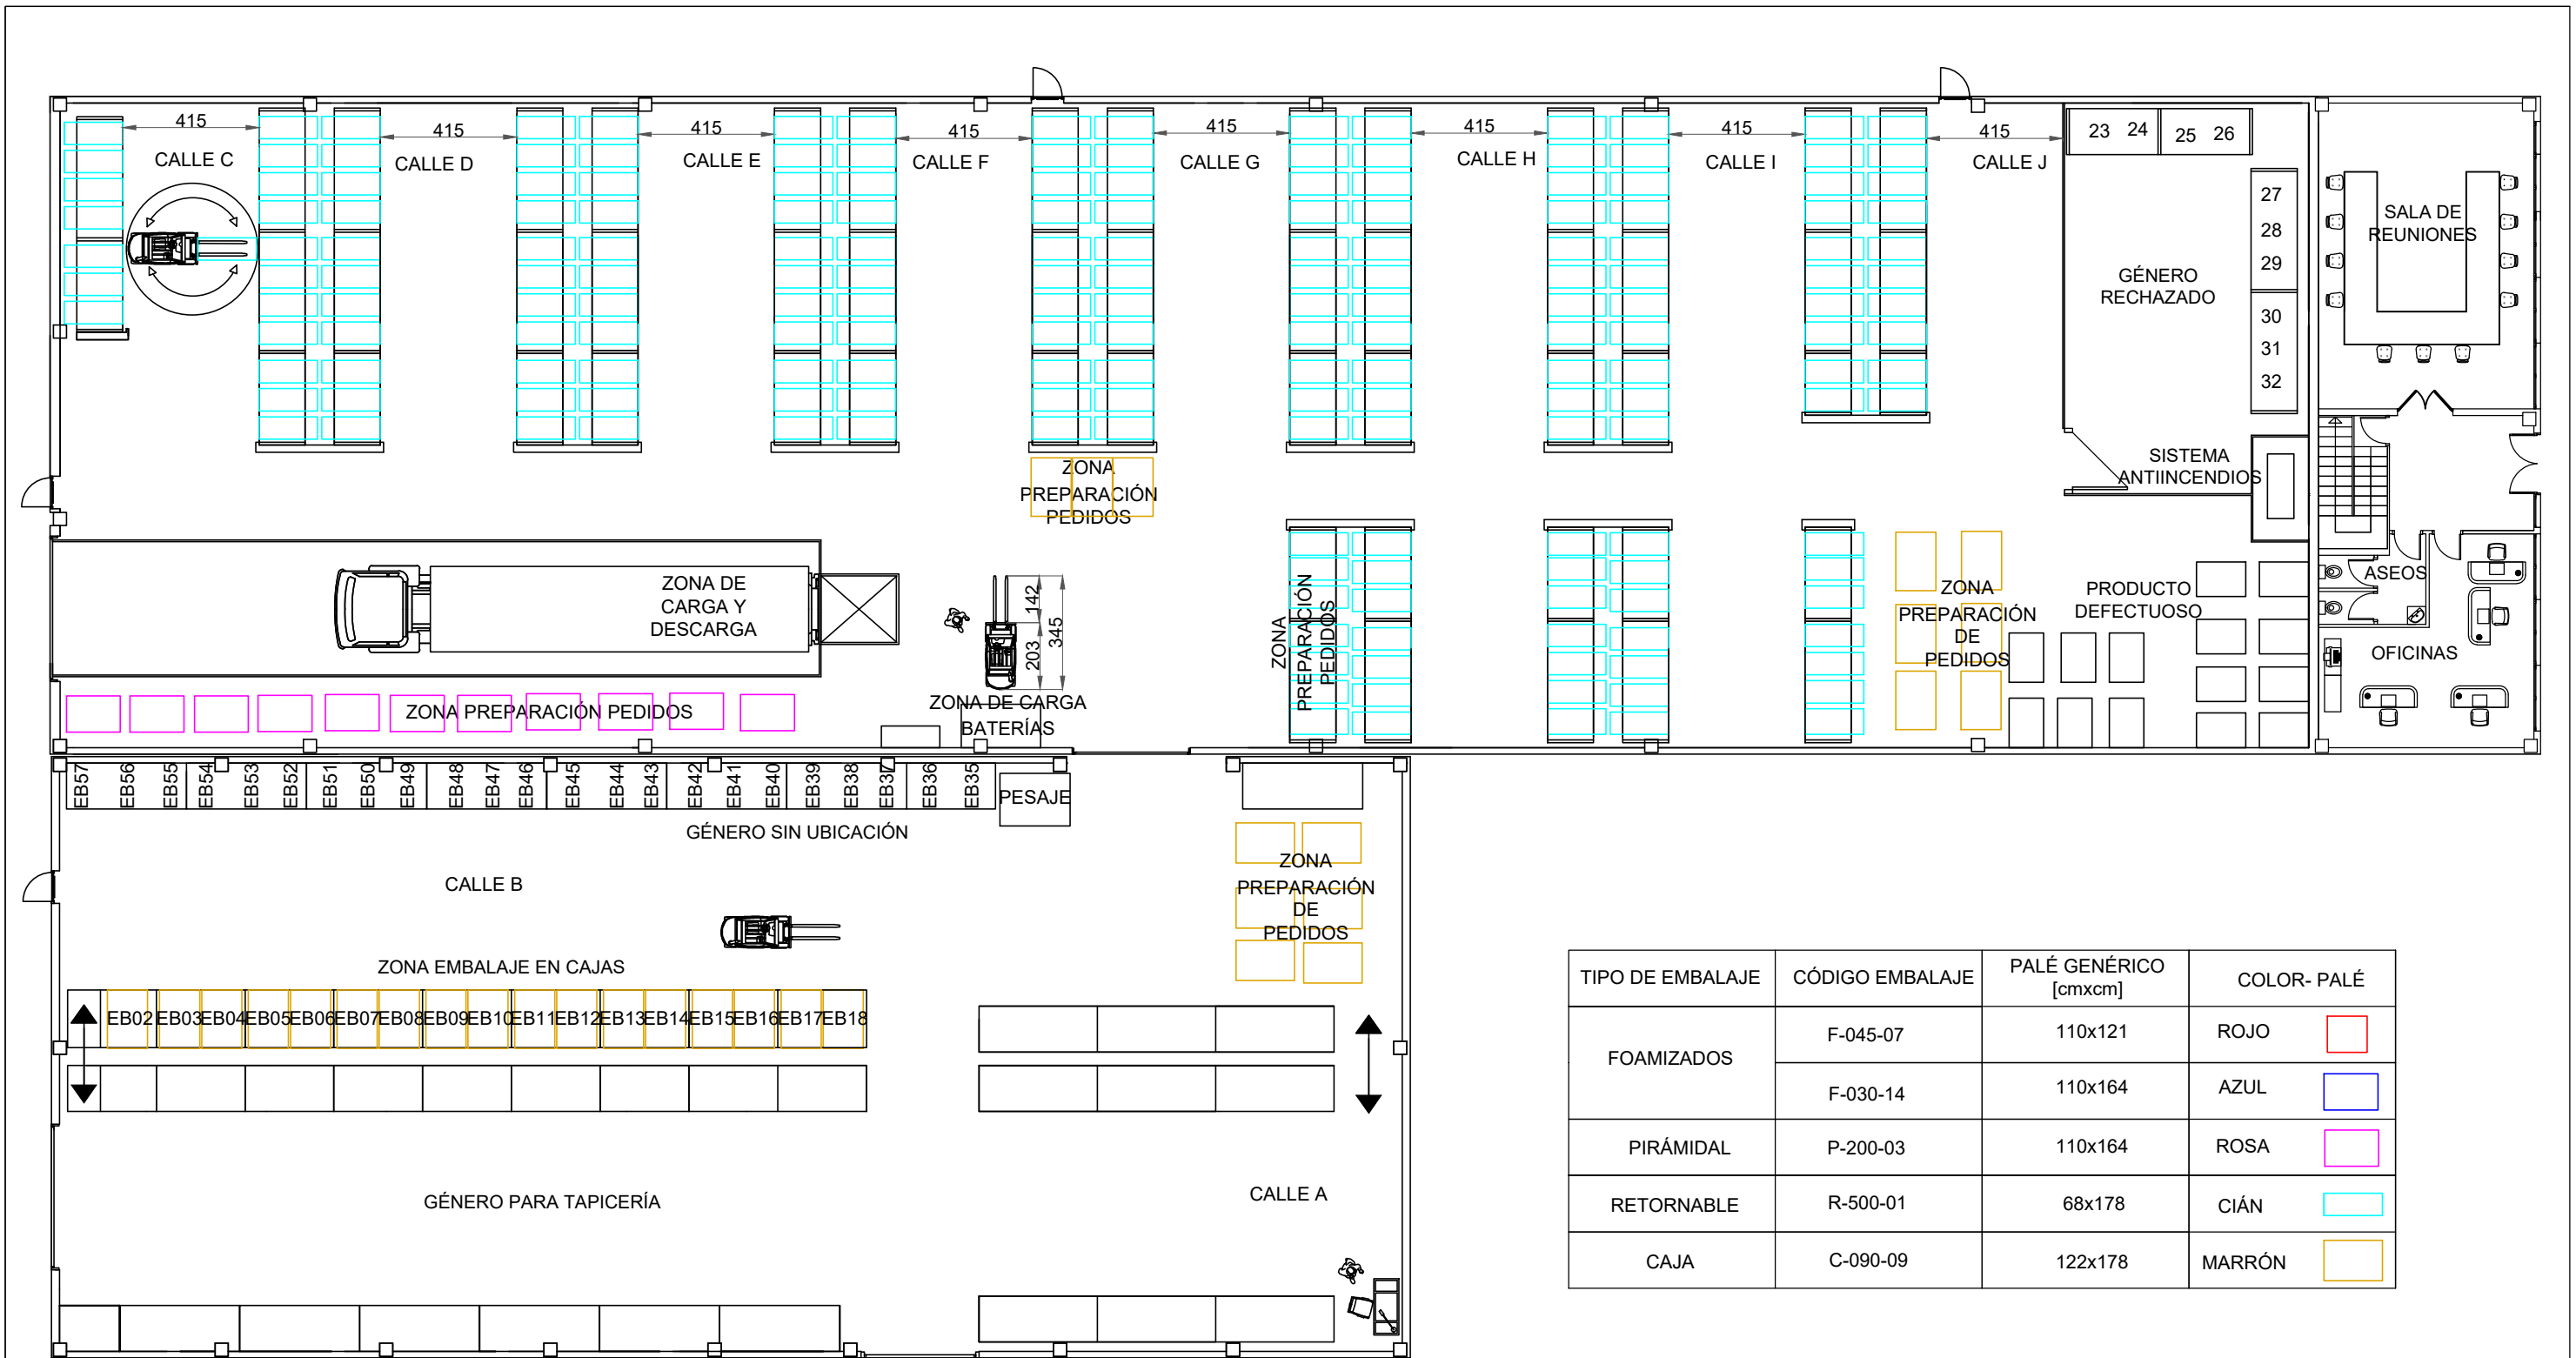 415
415
415
415
415
415
415
415
CALLE C
CALLE D
CALLE E
CALLE F
CALLE G
CALLE H
CALLE I
CALLE J
23 24 25 26
27
28
29
30
31
32
GÉNERO
RECHAZADO
SALA DE
REUNIONES
SISTEMA
ANTIINCENDIOS
ZONA
PREPARACIÓN
PEDIDOS
ZONA DE
CARGA Y
DESCARGA
142
203
345
ZONA
PREPARACIÓN
PEDIDOS
ZONA
PREPARACIÓN
DE
PEDIDOS
PRODUCTO
DEFECTUOSO
ASEOS
OFICINAS
ZONA PREPARACIÓN PEDIDOS
ZONA DE CARGA
BATERÍAS
EB57 EB56 EB55 EB54 EB53 EB52 EB51 EB50 EB49 EB48 EB47 EB46 EB45 EB44 EB43 EB42 EB41 EB40 EB39 EB38 EB37 EB36 EB35
PESAJE
GÉNERO SIN UBICACIÓN
CALLE B
ZONA
PREPARACIÓN
DE
PEDIDOS
ZONA EMBALAJE EN CAJAS
EB02 EB03 EB04 EB05 EB06 EB07 EB08 EB09 EB10 EB11 EB12 EB13 EB14 EB15 EB16 EB17 EB18
GÉNERO PARA TAPICERÍA
CALLE A
TIPO DE EMBALAJE CÓDIGO EMBALAJE PALÉ GENÉRICO [cmxcm] COLOR- PALÉ
FOAMIZADOS F-045-07 110x121 ROJO
F-030-14 110x164 AZUL
PIRÁMIDAL P-200-03 110x164 ROSA
RETORNABLE R-500-01 68x178 CIÁN
CAJA C-090-09 122x178 MARRÓN